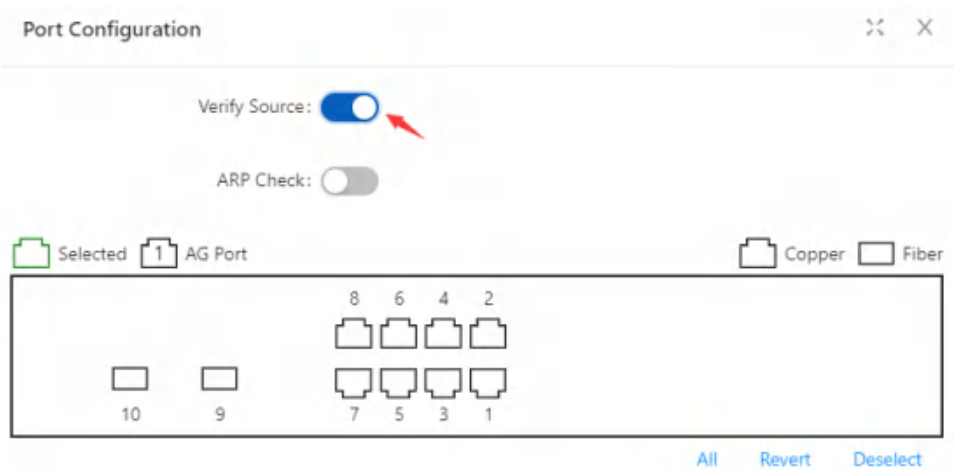 Port Configuration
Verify Source:
ARP Check:
Selected 1 AG Port Copper Fiber
8 6 4 2
10 9 7 5 3 1
All Revert Deselect